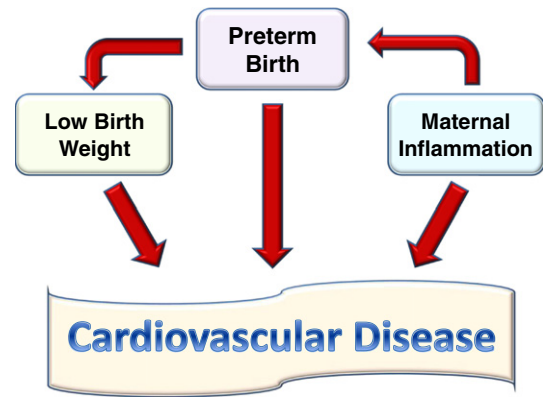 Preterm
Birth
Low Birth
Weight
Maternal
Inflammation
Cardiovascular Disease